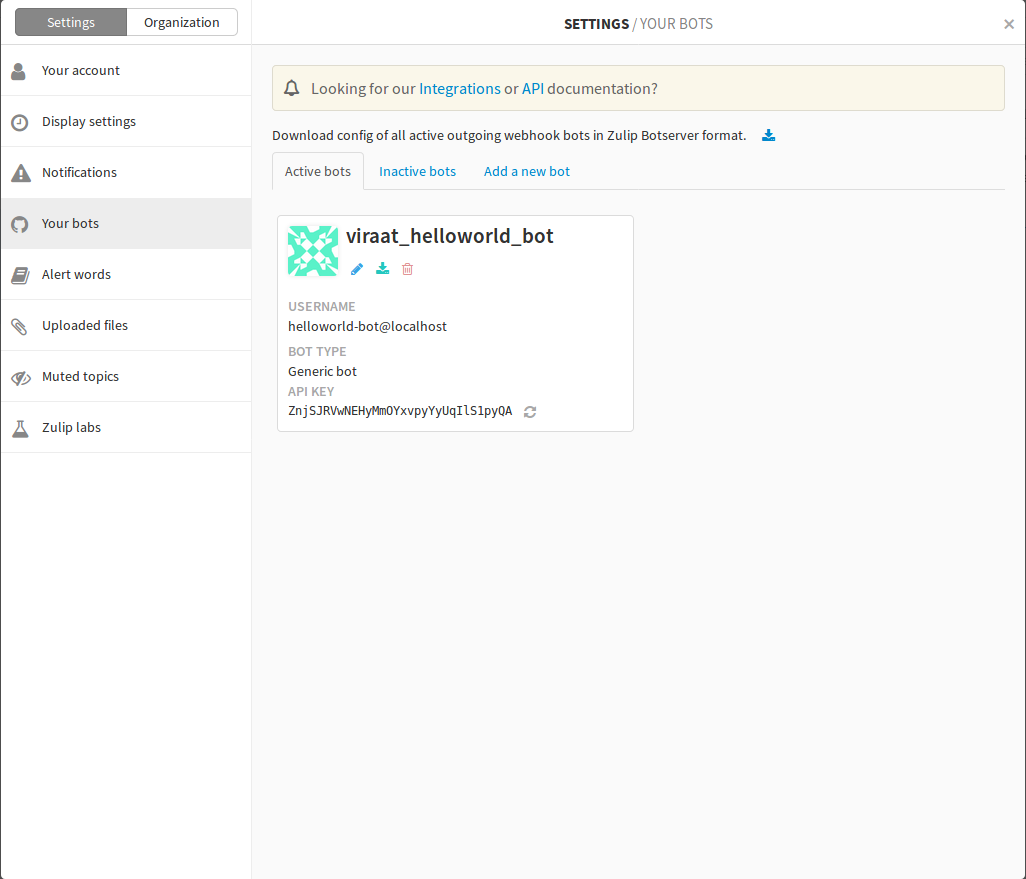 Settings
Organization
SETTINGS / YOUR BOTS
Your account
Display settings
Notifications
Your bots
Alert words
Uploaded files
Muted topics
Zulip labs
Looking for our Integrations or API documentation?
Download config of all active outgoing webhook bots in Zulip Botserver format.
Active bots
Inactive bots
Add a new bot
viraat_helloworld_bot
USERNAME
helloworld-bot@localhost
BOT TYPE
Generic bot
API KEY
ZnjSJRVwNEHyMmOYxvpyYyUqIlS1pyQA